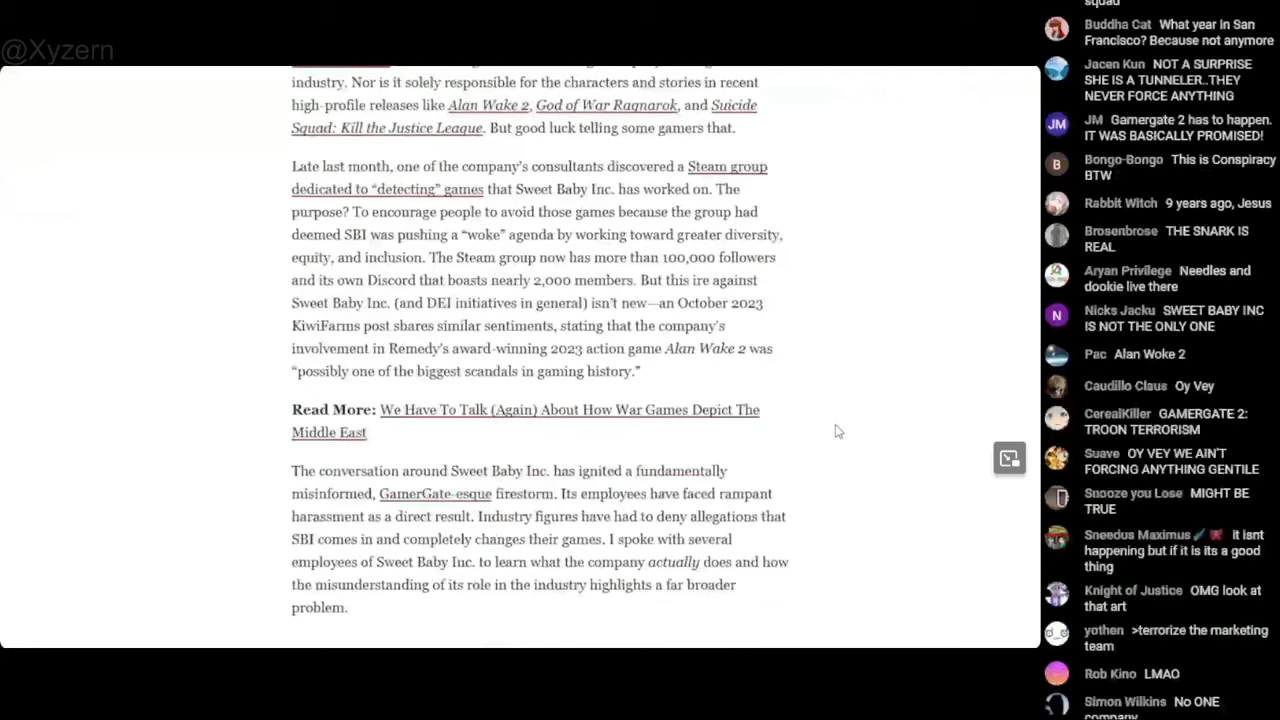 @Xyzern
industry. Nor is it solely responsible for the characters and stories in recent
high-profile releases like Alan Wake 2, God of War Ragnarok, and Suicide
Squad: Kill the Justice League. But good luck telling some gamers that.
Late last month, one of the company's consultants discovered a Steam group
dedicated to “detecting” games that Sweet Baby Inc. has worked on. The
purpose? To encourage people to avoid those games because the group had
deemed SBI was pushing a “woke” agenda by working toward greater diversity,
equity, and inclusion. The Steam group now has more than 100,000 followers
and its own Discord that boasts nearly 2,000 members. But this ire against
Sweet Baby Inc. (and DEI initiatives in general) isn't new—an October 2023
KiwiFarms post shares similar sentiments, stating that the company's
involvement in Remedy's award-winning 2023 action game Alan Wake 2 was
“possibly one of the biggest scandals in gaming history.”
Read More: We Have To Talk (Again) About How War Games Depict The
Middle East
The conversation around Sweet Baby Inc. has ignited a fundamentally
misinformed, GamerGate-esque firestorm. Its employees have faced rampant
harassment as a direct result. Industry figures have had to deny allegations that
SBI comes in and completely changes their games. I spoke with several
employees of Sweet Baby Inc. to learn what the company actually does and how
the misunderstanding of its role in the industry highlights a far broader
problem.
squad
Buddha Cat What year in San
Francisco? Because not anymore
Jacen Kun NOT A SURPRISE
SHE IS A TUNNELER..THEY
NEVER FORCE ANYTHING
JM JM Gamergate 2 has to happen.
IT WAS BASICALLY PROMISED!
B Bongo-Bongo This is Conspiracy
BTW
Rabbit Witch 9 years ago, Jesus
Brosenbrose THE SNARK IS
REAL
Aryan Privilege Needles and
dookie live there
N Nicks Jacku SWEET BABY INC
IS NOT THE ONLY ONE
Pac Alan Woke 2
Caudillo Claus Oy Vey
CerealKiller GAMERGATE 2:
TROON TERRORISM
Suave OY VEY WE AIN'T
FORCING ANYTHING GENTILE
Snooze you Lose MIGHT BE
TRUE
Sneedus Maximus it isnt
happening but if it is its a good
thing
Knight of Justice OMG look at
that art
yothen >terrorize the marketing
team
Rob Kino LMAO
Simon Wilkins No ONE
company